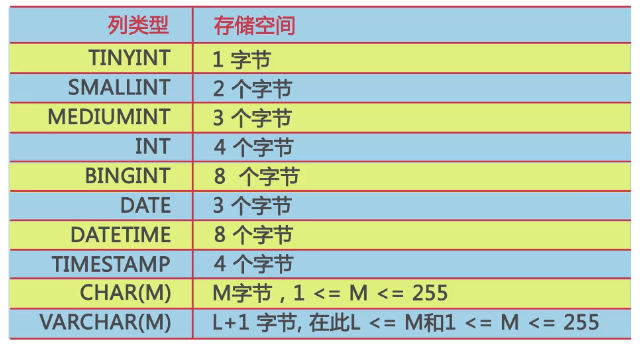 列类型 存储空间
TINYINT 1 字节
SMALLINT 2 个字节
MEDIUMINT 3 个字节
INT 4 个字节
BINGINT 8 个字节
DATE 3 个字节
DATETIME 8 个字节
TIMESTAMP 4 个字节
CHAR(M) M字节，1 <= M <= 255
VARCHAR(M) L+1 字节, 在此L <= M和1 <= M <= 255